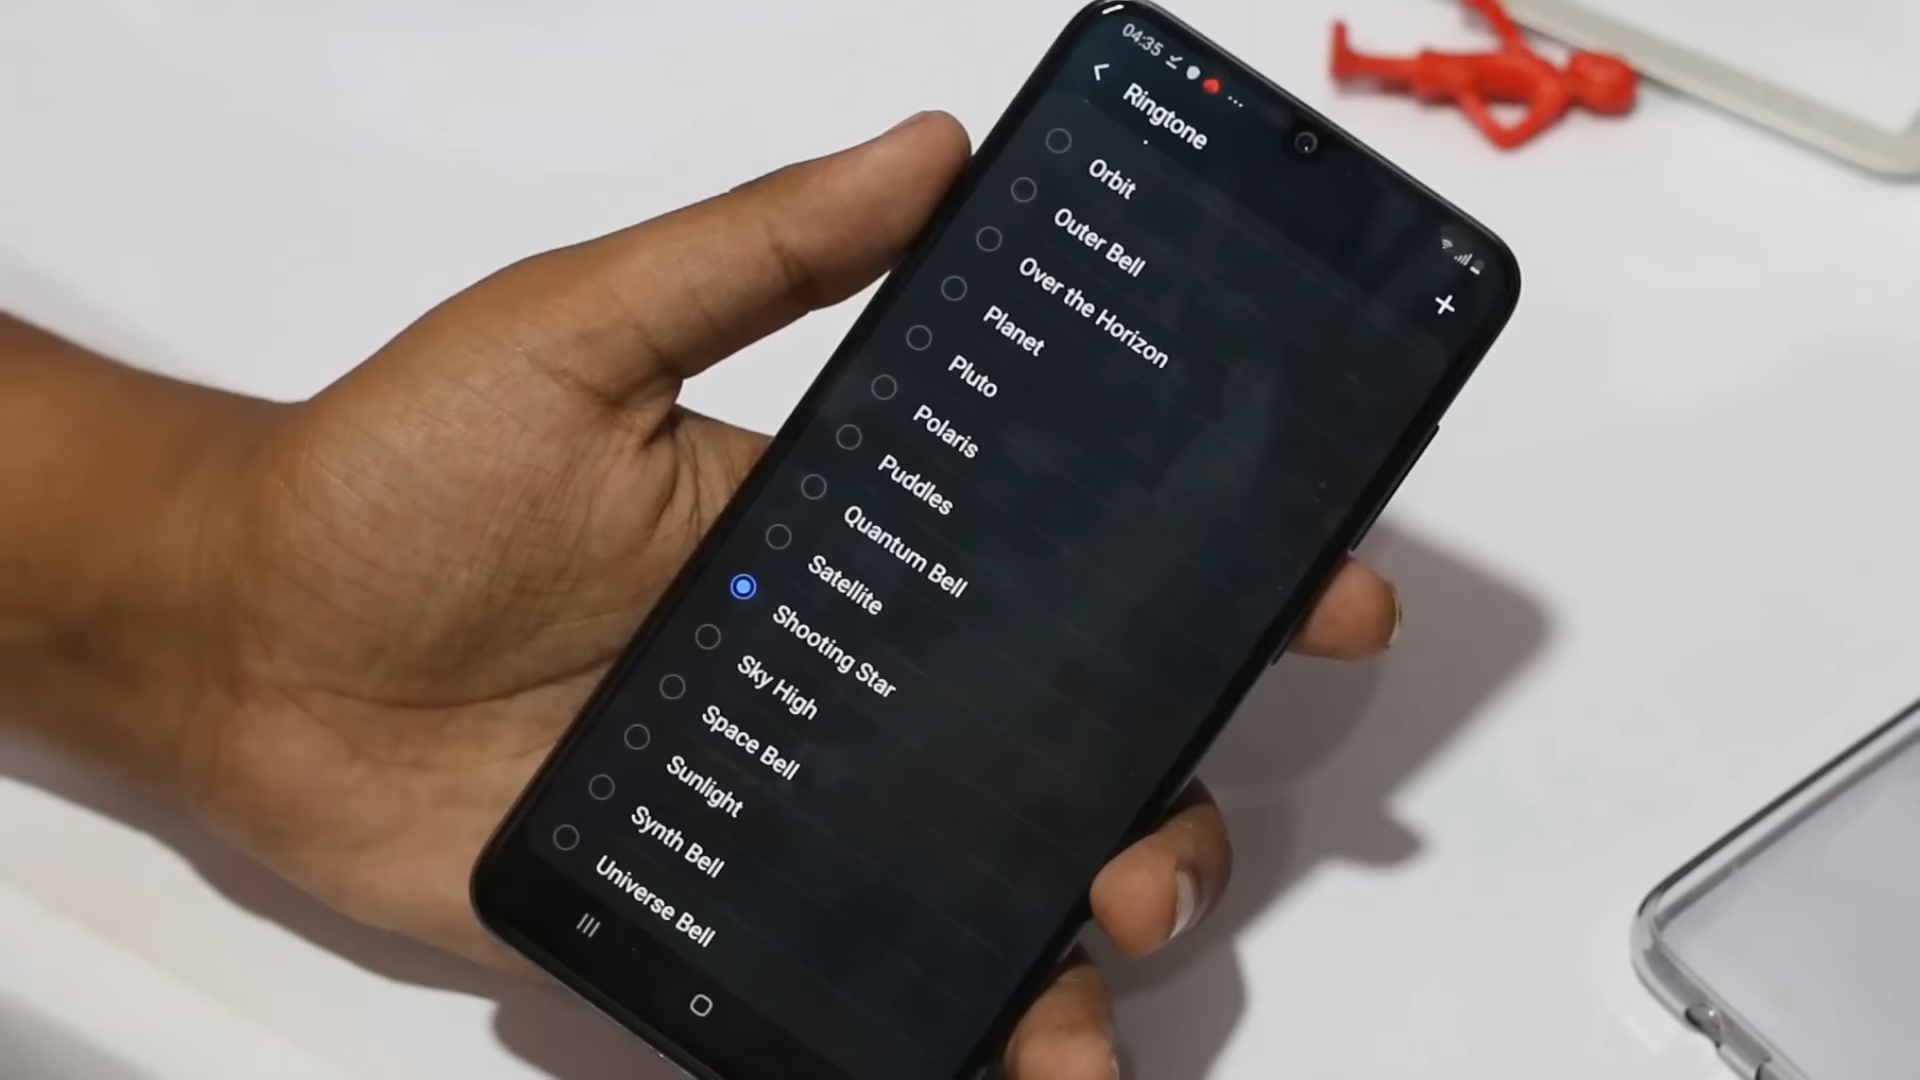 04:35
Ringtone
Orbit
Outer Bell
Over the Horizon
Planet
Pluto
Polaris
Puddles
Quantum Bell
Satellite
Shooting Star
Sky High
Space Bell
Sunlight
Synth Bell
Universe Bell